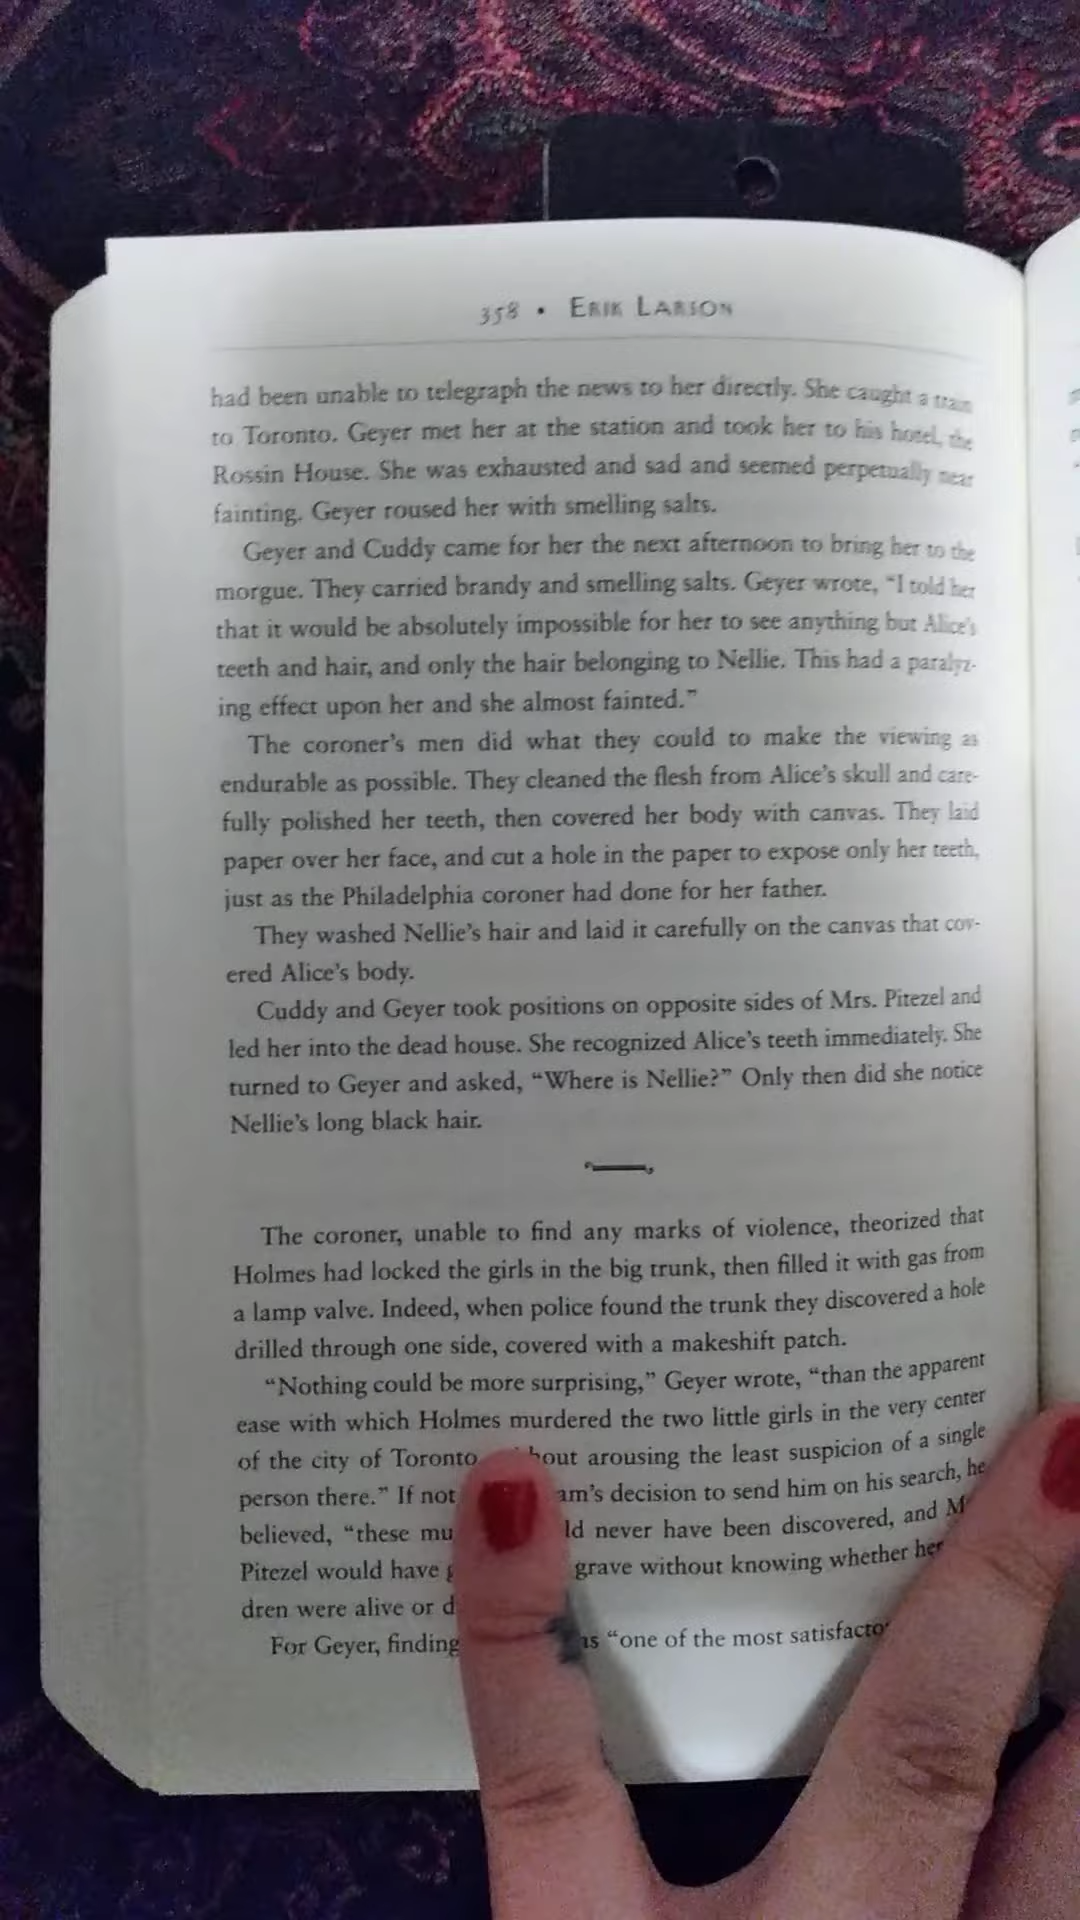 358 • ERIK LARSON
had been unable to telegraph the news to her directly. She caught a train
to Toronto. Geyer met her at the station and took her to his hotel, the
Rossin House. She was exhausted and sad and seemed perpetually near
fainting. Geyer roused her with smelling salts.
Geyer and Cuddy came for her the next afternoon to bring her to the
morgue. They carried brandy and smelling salts. Geyer wrote, “I told her
that it would be absolutely impossible for her to see anything but Alice’s
teeth and hair, and only the hair belonging to Nellie. This had a paralyz-
ing effect upon her and she almost fainted.”
The coroner’s men did what they could to make the viewing as
endurable as possible. They cleaned the flesh from Alice’s skull and care-
fully polished her teeth, then covered her body with canvas. They laid
paper over her face, and cut a hole in the paper to expose only her teeth,
just as the Philadelphia coroner had done for her father.
They washed Nellie’s hair and laid it carefully on the canvas that cov-
ered Alice’s body.
Cuddy and Geyer took positions on opposite sides of Mrs. Pitezel and
led her into the dead house. She recognized Alice’s teeth immediately. She
turned to Geyer and asked, “Where is Nellie?” Only then did she notice
Nellie’s long black hair.
The coroner, unable to find any marks of violence, theorized that
Holmes had locked the girls in the big trunk, then filled it with gas from
a lamp valve. Indeed, when police found the trunk they discovered a hole
drilled through one side, covered with a makeshift patch.
“Nothing could be more surprising,” Geyer wrote, “than the apparent
ease with which Holmes murdered the two little girls in the very center
of the city of Toronto hout arousing the least suspicion of a single
person there.” If not am’s decision to send him on his search, he
believed, “these mu ld never have been discovered, and M
Pitezel would have grave without knowing whether her
dren were alive or d
For Geyer, finding as “one of the most satisfacto